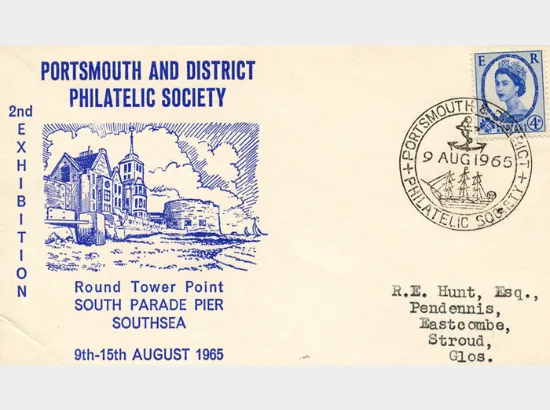 PORTSMOUTH AND DISTRICT
PHILATELIC SOCIETY
2nd
EXHIBITION
Round Tower Point
SOUTH PARADE PIER
SOUTHSEA
9th-15th AUGUST 1965
E R
4D
PORTSMOUTH & DISTRICT
9 AUG 1965
+ PHILATELIC SOCIETY +
R.E. Hunt, Esq.,
Pendennis,
Eastcombe,
Stroud,
Glos.